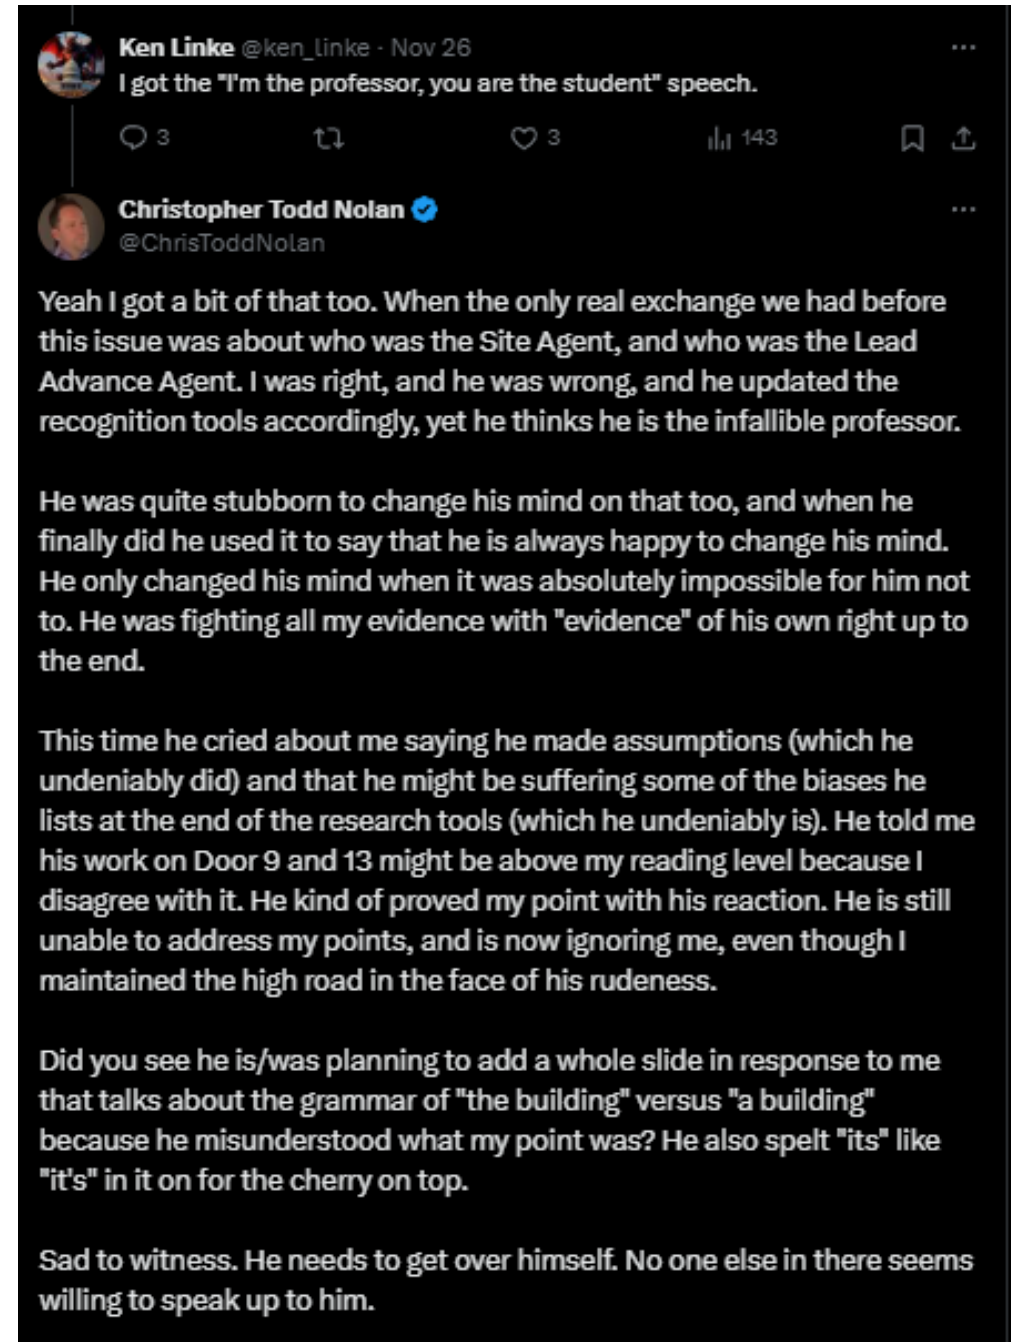 Ken Linke @ken_linke · Nov 26
I got the "I'm the professor, you are the student" speech.
3
3
143
Christopher Todd Nolan
@ChrisToddNolan
Yeah I got a bit of that too. When the only real exchange we had before
this issue was about who was the Site Agent, and who was the Lead
Advance Agent. I was right, and he was wrong, and he updated the
recognition tools accordingly, yet he thinks he is the infallible professor.
He was quite stubborn to change his mind on that too, and when he
finally did he used it to say that he is always happy to change his mind.
He only changed his mind when it was absolutely impossible for him not
to. He was fighting all my evidence with "evidence" of his own right up to
the end.
This time he cried about me saying he made assumptions (which he
undeniably did) and that he might be suffering some of the biases he
lists at the end of the research tools (which he undeniably is). He told me
his work on Door 9 and 13 might be above my reading level because I
disagree with it. He kind of proved my point with his reaction. He is still
unable to address my points, and is now ignoring me, even though I
maintained the high road in the face of his rudeness.
Did you see he is/was planning to add a whole slide in response to me
that talks about the grammar of "the building" versus "a building"
because he misunderstood what my point was? He also spelt "its" like
"it's" in it on for the cherry on top.
Sad to witness. He needs to get over himself. No one else in there seems
willing to speak up to him.